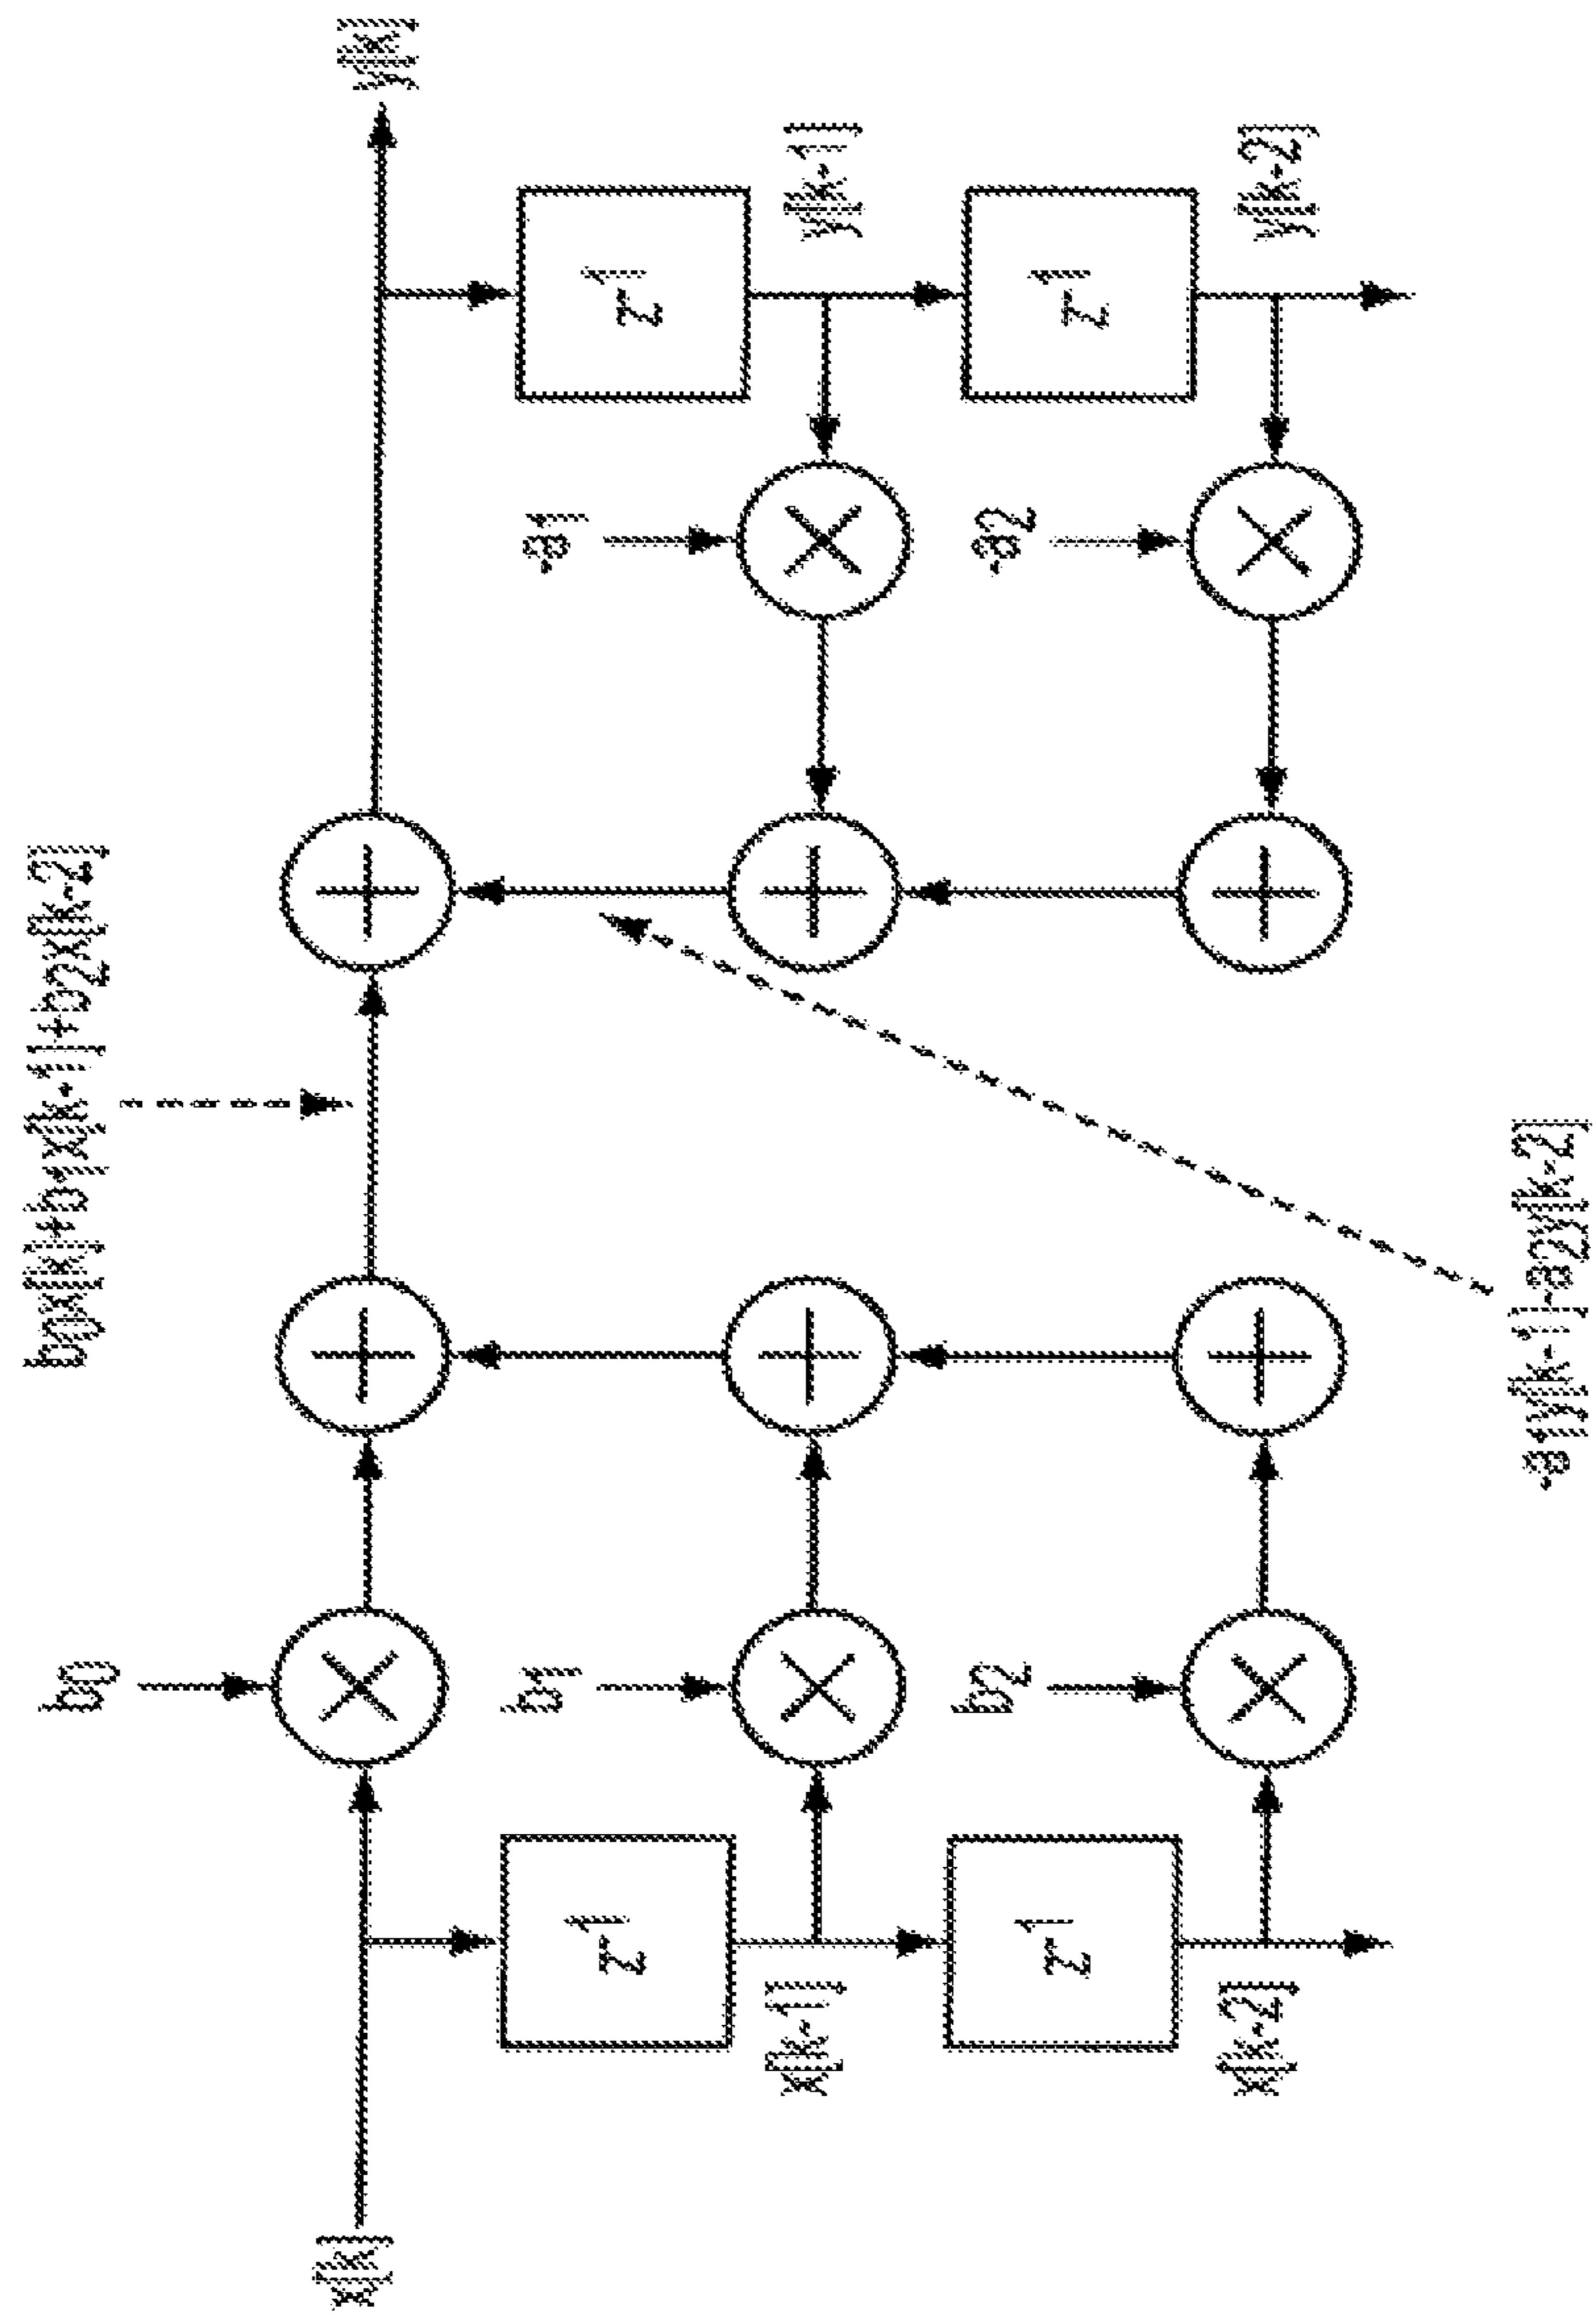 b0x[k]+b1x[k-1]+b2x[k-2]
x[k]
b0
y[k]
z-1
b1
-a1
z-1
x[k-1]
y[k-1]
z-1
b2
-a2
z-1
x[k-2]
y[k-2]
-a1y[k-1]-a2y[k-2]